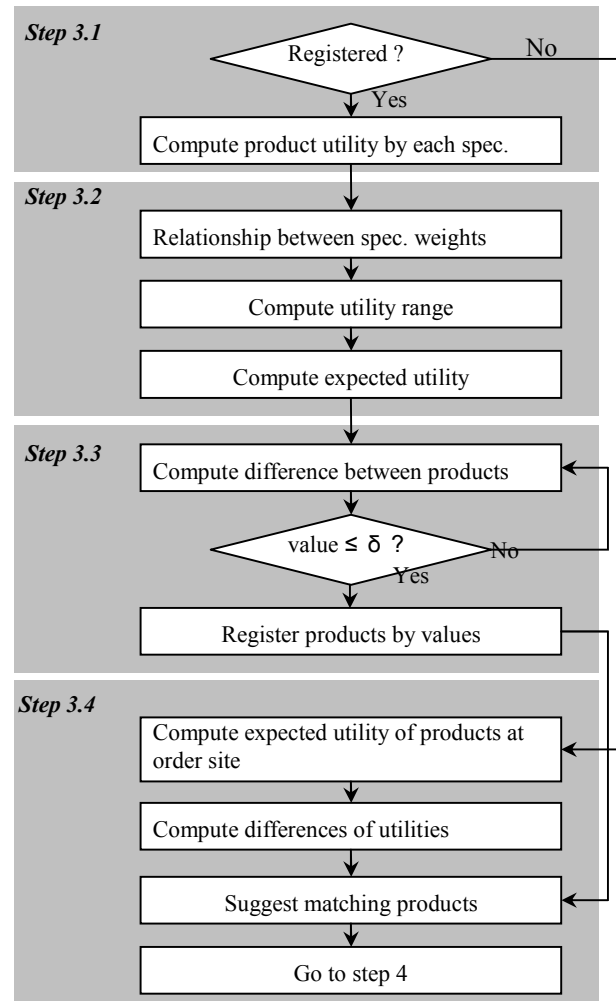 Step 3.1
Registered ?
No
Yes
Compute product utility by each spec.
Step 3.2
Relationship between spec. weights
Compute utility range
Compute expected utility
Step 3.3
Compute difference between products
value ≤ δ ?
No
Yes
Register products by values
Step 3.4
Compute expected utility of products at
order site
Compute differences of utilities
Suggest matching products
Go to step 4